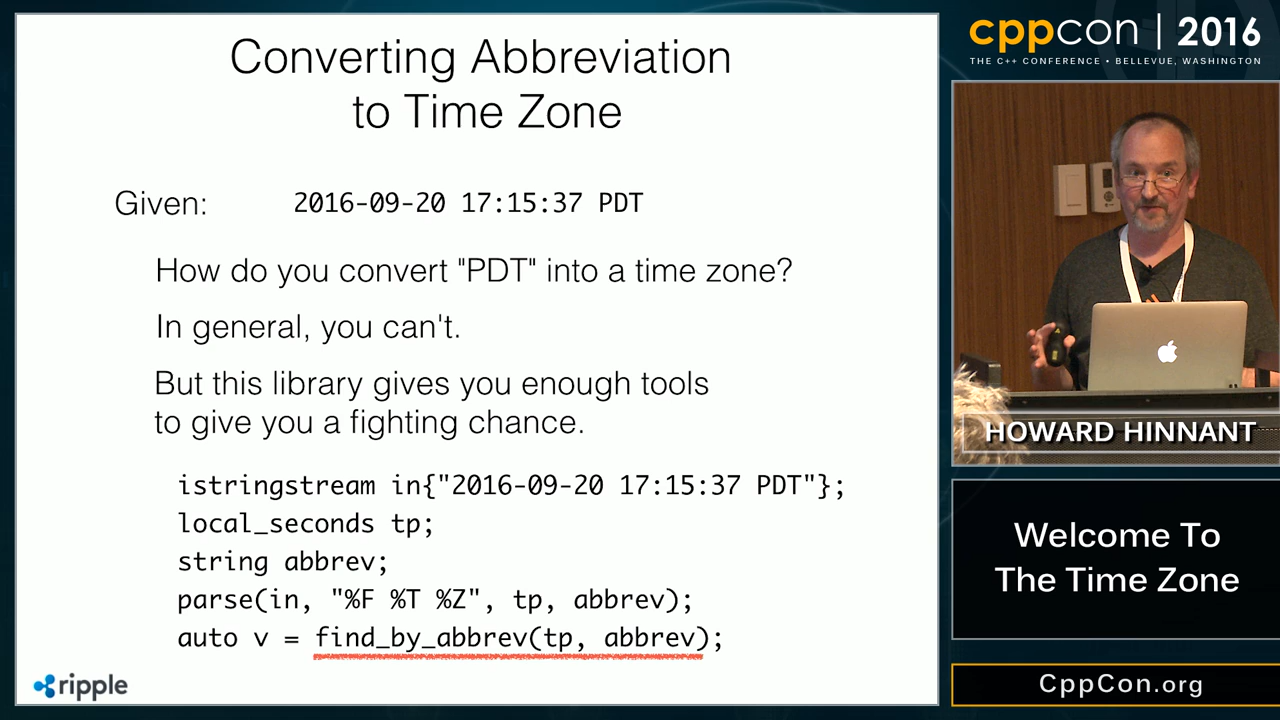 Converting Abbreviation
to Time Zone
Given: 2016-09-20 17:15:37 PDT
How do you convert "PDT" into a time zone?
In general, you can't.
But this library gives you enough tools
to give you a fighting chance.
istringstream in{"2016-09-20 17:15:37 PDT"};
local_seconds tp;
string abbrev;
parse(in, "%F %T %Z", tp, abbrev);
auto v = find_by_abbrev(tp, abbrev);
ripple
cppcon | 2016
THE C++ CONFERENCE • BELLEVUE, WASHINGTON
HOWARD HINNANT
Welcome To
The Time Zone
CppCon.org